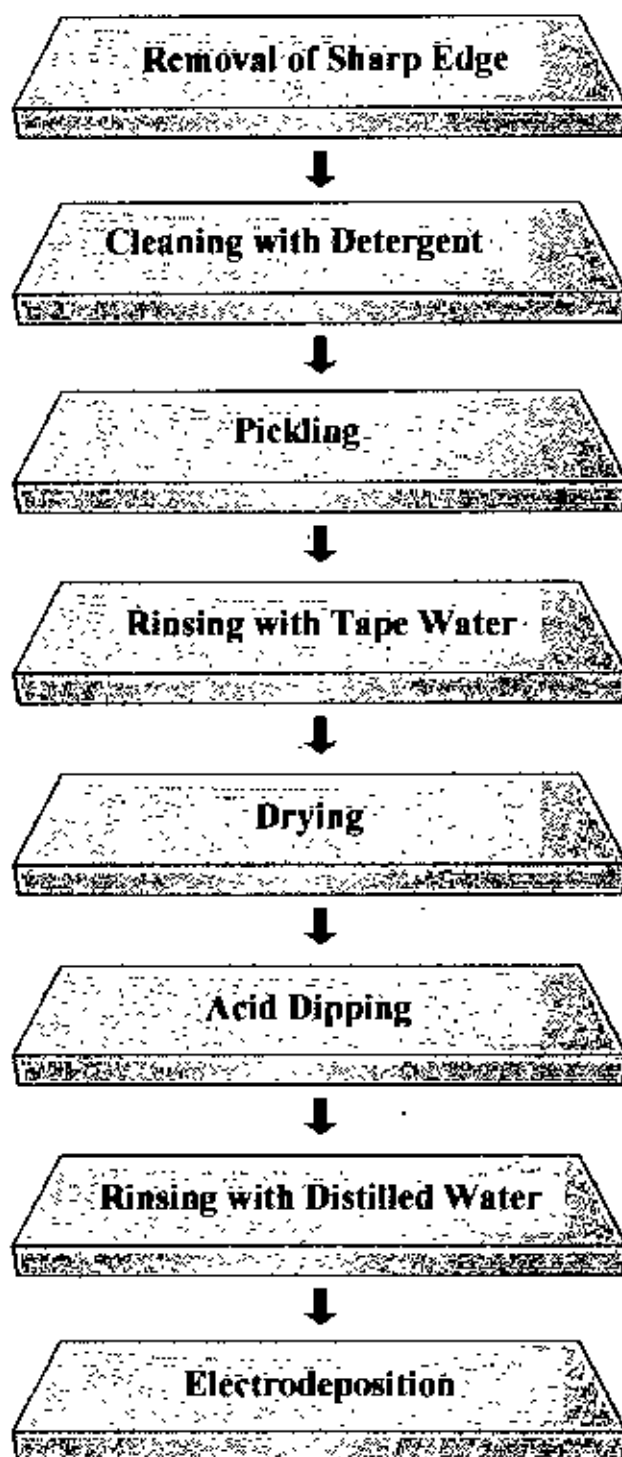 Removal of Sharp Edge
Cleaning with Detergent
Pickling
Rinsing with Tape Water
Drying
Acid Dipping
Rinsing with Distilled Water
Electrodeposition